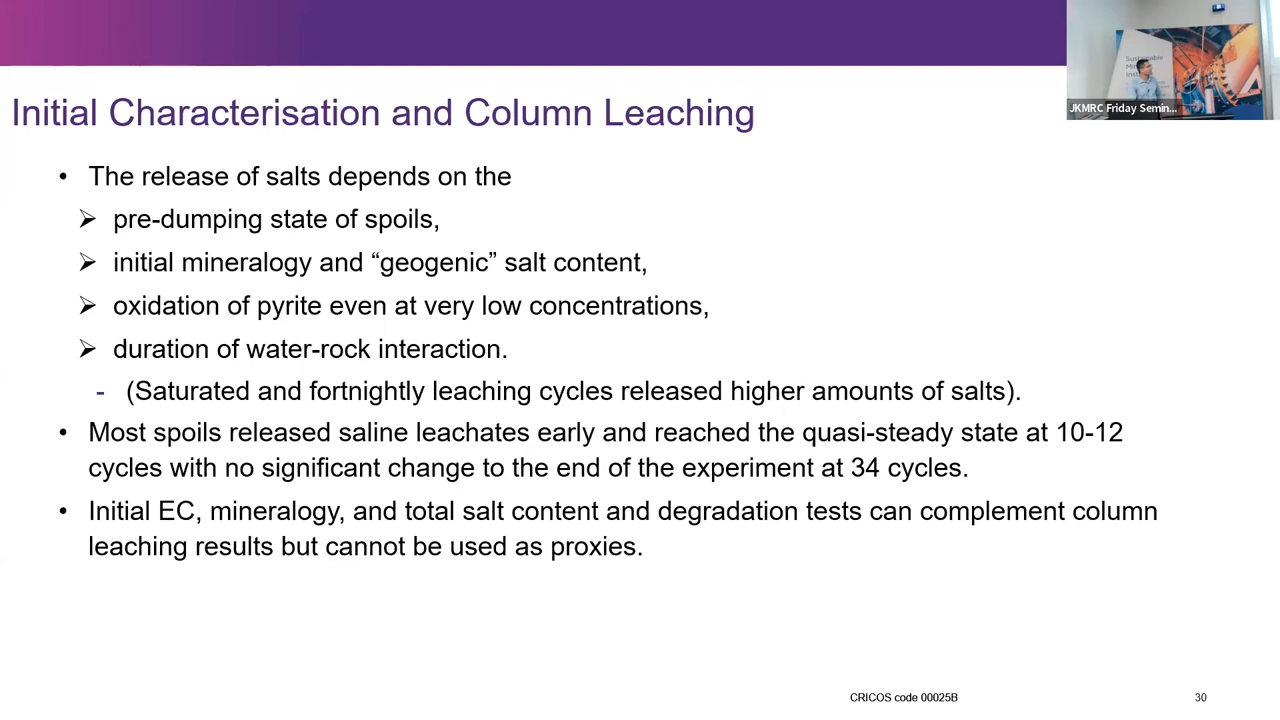 Initial Characterisation and Column Leaching
• The release of salts depends on the
➢ pre-dumping state of spoils,
➢ initial mineralogy and “geogenic” salt content,
➢ oxidation of pyrite even at very low concentrations,
➢ duration of water-rock interaction.
- (Saturated and fortnightly leaching cycles released higher amounts of salts).
• Most spoils released saline leachates early and reached the quasi-steady state at 10-12
cycles with no significant change to the end of the experiment at 34 cycles.
• Initial EC, mineralogy, and total salt content and degradation tests can complement column
leaching results but cannot be used as proxies.
Sustainable
JKMRC Friday Semin...
CRICOS code 00025B
30